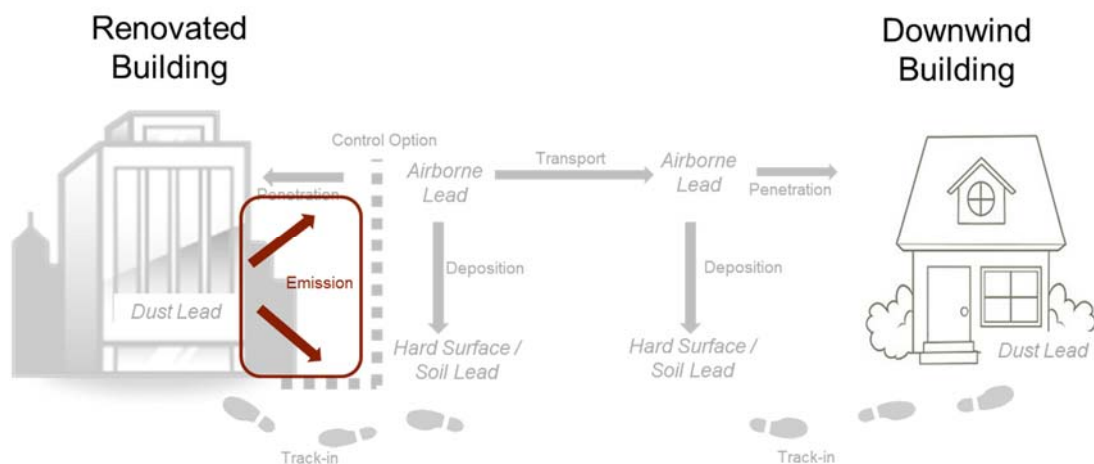 Renovated
Building
Downwind
Building
Control Option
Airborne
Lead
Transport
Airborne
Lead
Penetration
Penetration
Emission
Deposition
Deposition
Dust Lead
Hard Surface /
Soil Lead
Hard Surface /
Soil Lead
Dust Lead
Track-in
Track-in